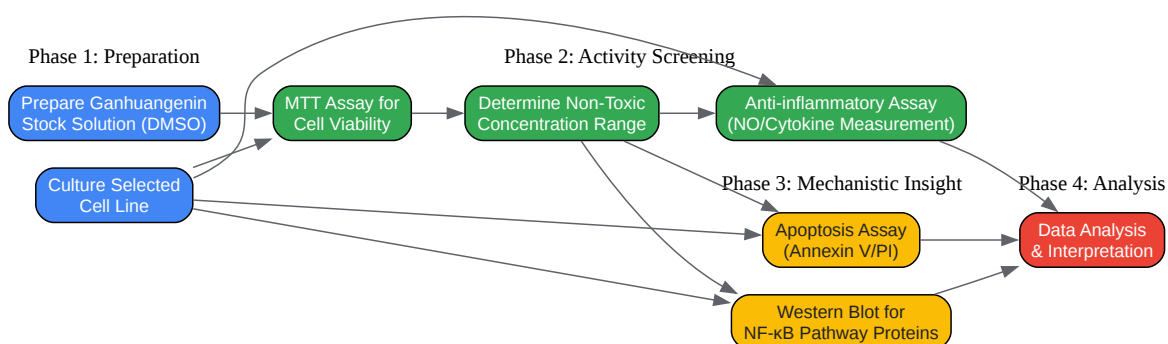 Phase 1: Preparation
Phase 2: Activity Screening
Prepare Ganhuangenin
Stock Solution (DMSO)
MTT Assay for
Cell Viability
Determine Non-Toxic
Concentration Range
Anti-inflammatory Assay
(NO/Cytokine Measurement)
Culture Selected
Cell Line
Phase 3: Mechanistic Insight
Phase 4: Analysis
Apoptosis Assay
(Annexin V/PI)
Data Analysis
& Interpretation
Western Blot for
NF-κB Pathway Proteins